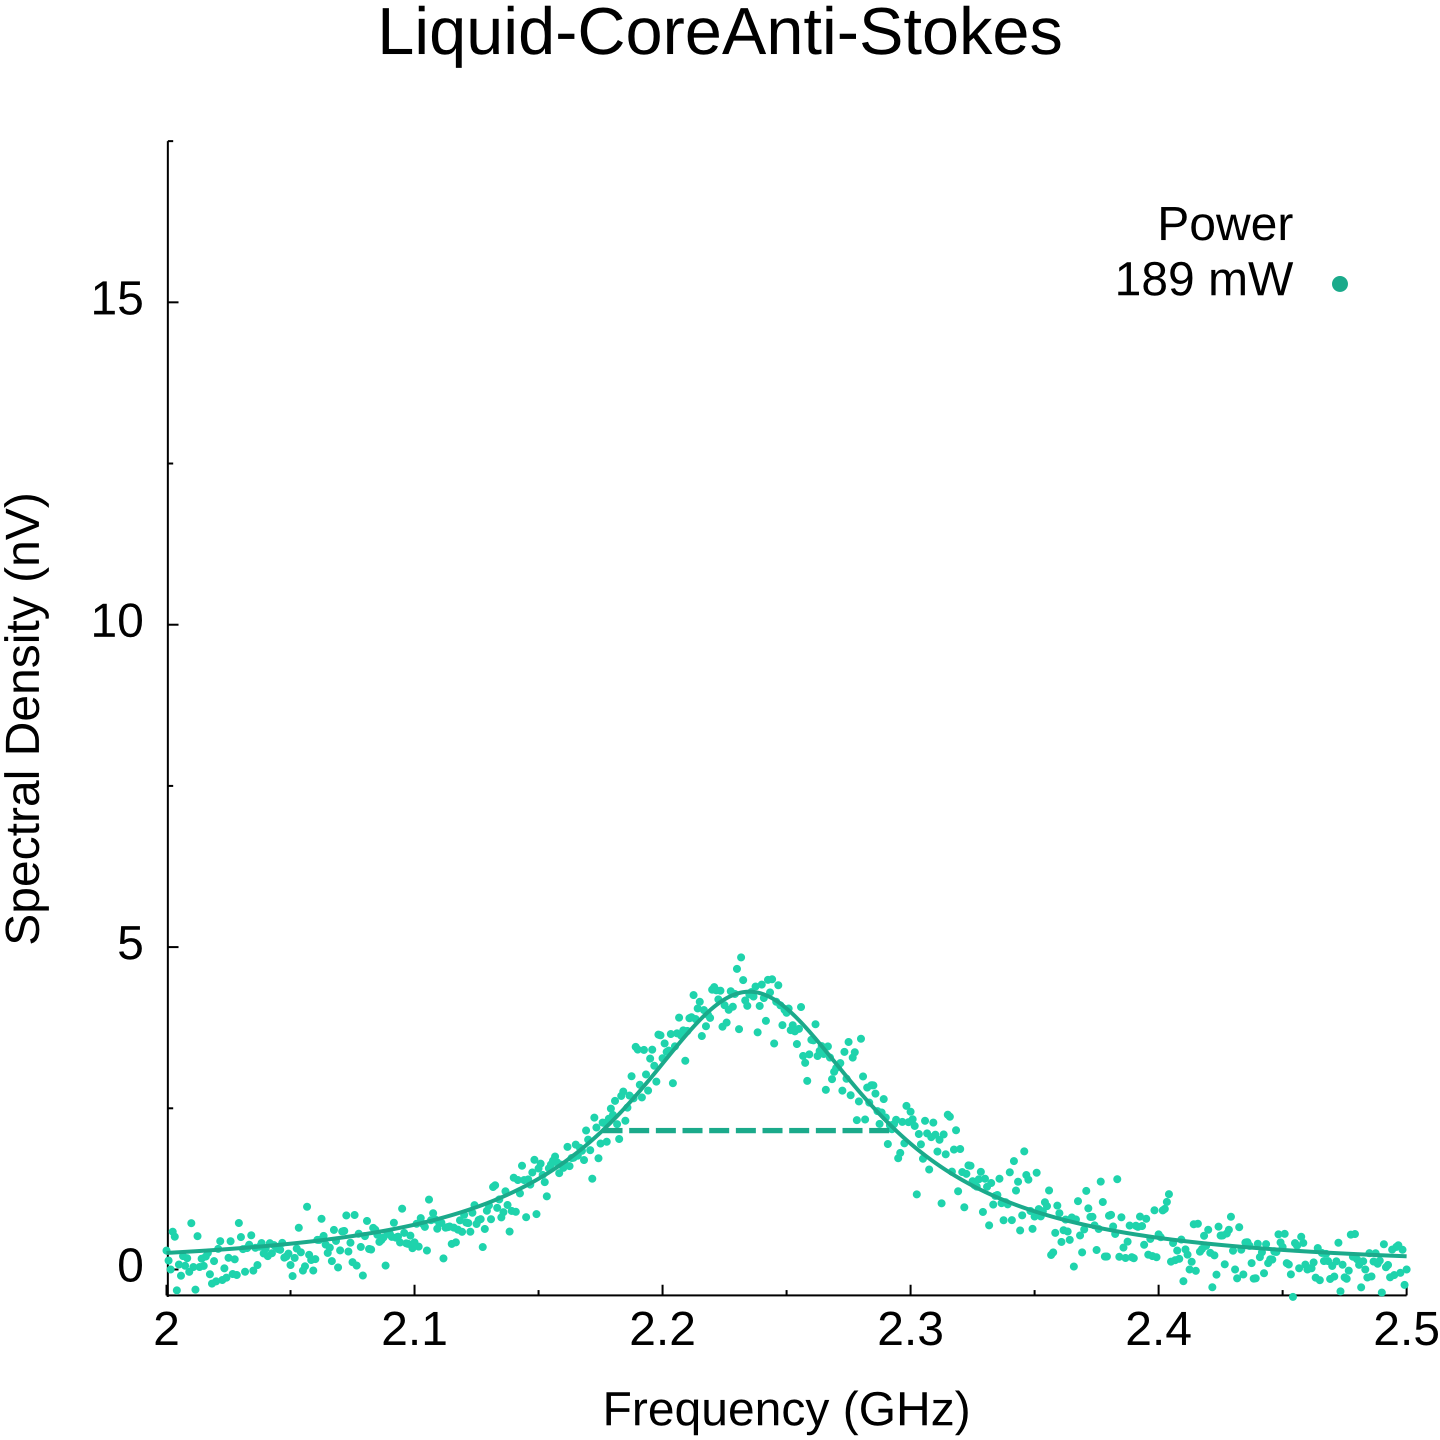 Liquid-CoreAnti-Stokes
Power
189 mW
15
10
5
0
Spectral Density (nV)
2 2.1 2.2 2.3 2.4 2.5
Frequency (GHz)